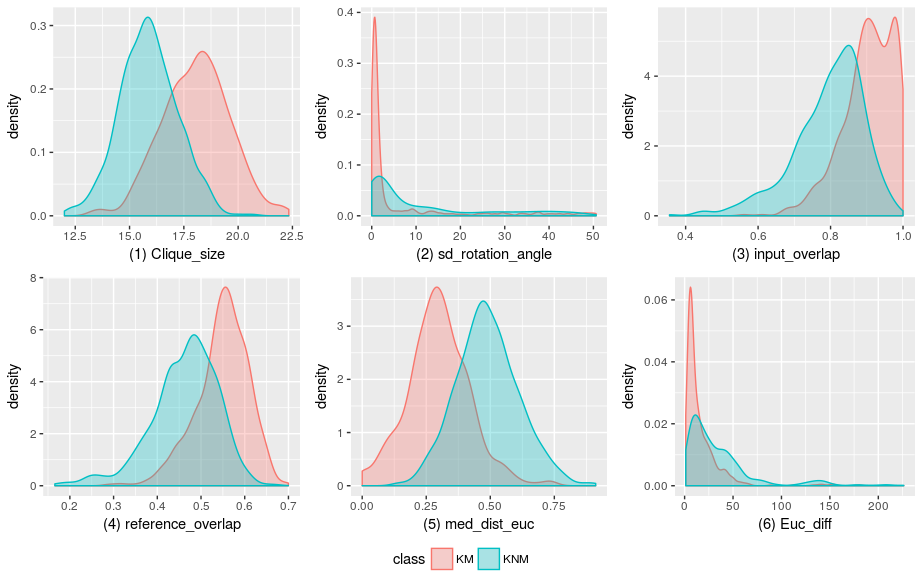 density
0.3
0.2
0.1
0.0
12.5 15.0 17.5 20.0 22.5
(1) Clique_size
density
0.4
0.3
0.2
0.1
0.0
0 10 20 30 40 50
(2) sd_rotation_angle
density
4
2
0
0.4 0.6 0.8 1.0
(3) input_overlap
density
8
6
4
2
0
0.2 0.3 0.4 0.5 0.6 0.7
(4) reference_overlap
density
3
2
1
0
0.00 0.25 0.50 0.75
(5) med_dist_euc
density
0.06
0.04
0.02
0.00
0 50 100 150 200
(6) Euc_diff
class KM KNM